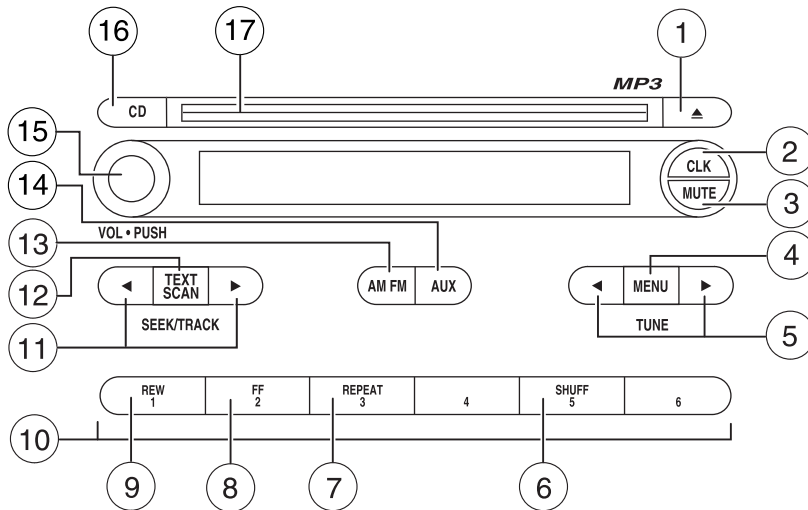 16
17
1
MP3
CD
15
2
CLK
MUTE
14
3
VOL • PUSH
13
4
12
TEXT
SCAN
AM FM
AUX
MENU
11
SEEK/TRACK
TUNE
5
REW
1
FF
2
REPEAT
3
4
SHUFF
5
6
10
9
8
7
6